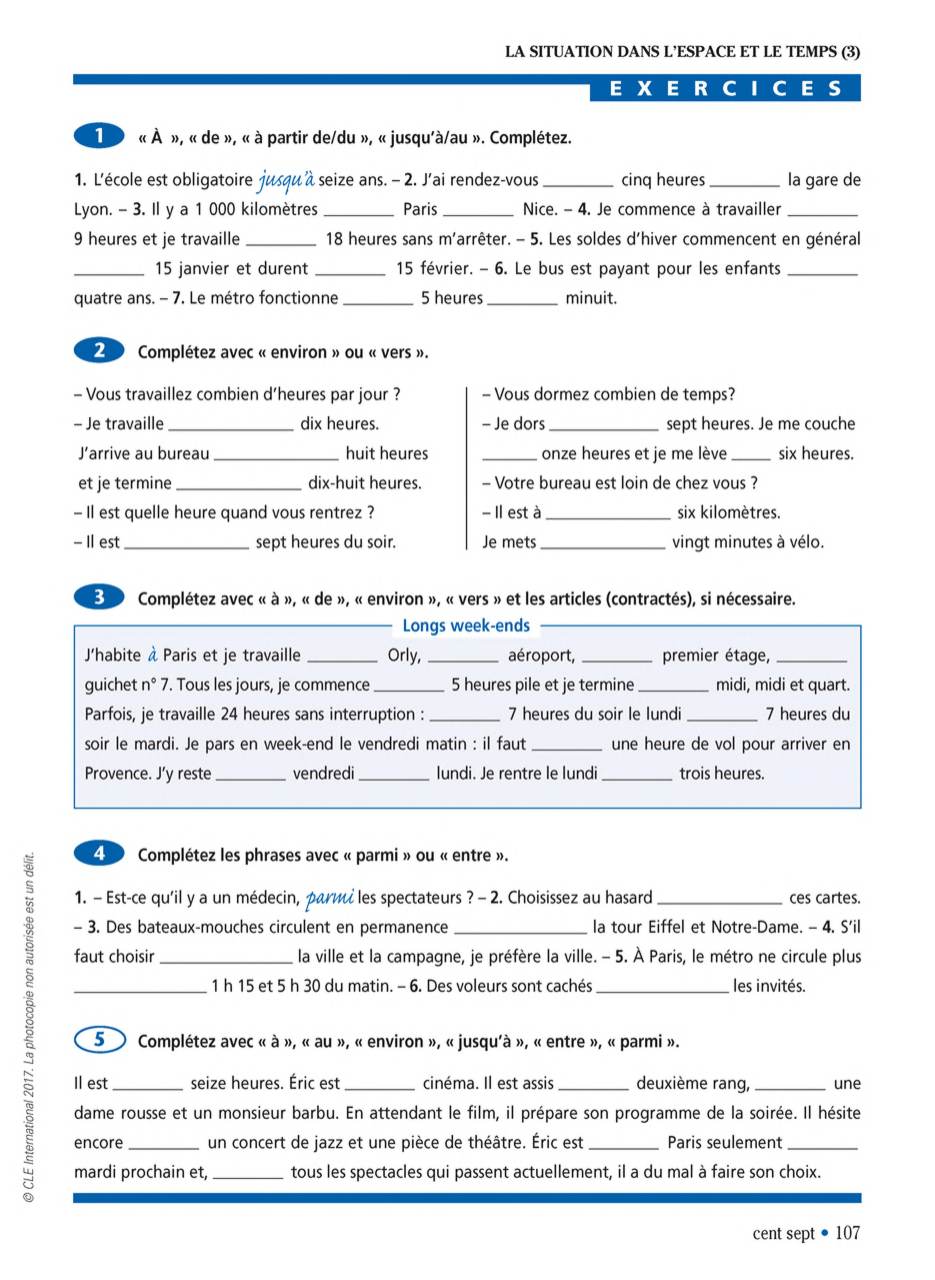 LA SITUATION DANS L'ESPACE ET LE TEMPS (3)
EXERCICES
1 « À », « de », « à partir de/du », « jusqu'à/au ». Complétez.
1. L'école est obligatoire jusqu'à seize ans. – 2. J'ai rendez-vous ________ cinq heures ________ la gare de
Lyon. – 3. Il y a 1 000 kilomètres ________ Paris ________ Nice. – 4. Je commence à travailler ________
9 heures et je travaille ________ 18 heures sans m'arrêter. – 5. Les soldes d'hiver commencent en général
________ 15 janvier et durent ________ 15 février. – 6. Le bus est payant pour les enfants ________
quatre ans. – 7. Le métro fonctionne ________ 5 heures ________ minuit.
2 Complétez avec « environ » ou « vers ».
– Vous travaillez combien d'heures par jour ?
– Je travaille ________ dix heures.
J'arrive au bureau ________ huit heures
et je termine ________ dix-huit heures.
– Il est quelle heure quand vous rentrez ?
– Il est ________ sept heures du soir.
– Vous dormez combien de temps?
– Je dors ________ sept heures. Je me couche
________ onze heures et je me lève ________ six heures.
– Votre bureau est loin de chez vous ?
– Il est à ________ six kilomètres.
Je mets ________ vingt minutes à vélo.
3 Complétez avec « à », « de », « environ », « vers » et les articles (contractés), si nécessaire.
Longs week-ends
J'habite à Paris et je travaille ________ Orly, ________ aéroport, ________ premier étage, ________
guichet n° 7. Tous les jours, je commence ________ 5 heures pile et je termine ________ midi, midi et quart.
Parfois, je travaille 24 heures sans interruption : ________ 7 heures du soir le lundi ________ 7 heures du
soir le mardi. Je pars en week-end le vendredi matin : il faut ________ une heure de vol pour arriver en
Provence. J'y reste ________ vendredi ________ lundi. Je rentre le lundi ________ trois heures.
4 Complétez les phrases avec « parmi » ou « entre ».
1. – Est-ce qu'il y a un médecin, parmi les spectateurs ? – 2. Choisissez au hasard ________ ces cartes.
– 3. Des bateaux-mouches circulent en permanence ________ la tour Eiffel et Notre-Dame. – 4. S'il
faut choisir ________ la ville et la campagne, je préfère la ville. – 5. À Paris, le métro ne circule plus
________ 1 h 15 et 5 h 30 du matin. – 6. Des voleurs sont cachés ________ les invités.
5 Complétez avec « à », « au », « environ », « jusqu'à », « entre », « parmi ».
Il est ________ seize heures. Éric est ________ cinéma. Il est assis ________ deuxième rang, ________ une
dame rousse et un monsieur barbu. En attendant le film, il prépare son programme de la soirée. Il hésite
encore ________ un concert de jazz et une pièce de théâtre. Éric est ________ Paris seulement ________
mardi prochain et, ________ tous les spectacles qui passent actuellement, il a du mal à faire son choix.
© CLE International 2017. La photocopie non autorisée est un délit.
cent sept • 107